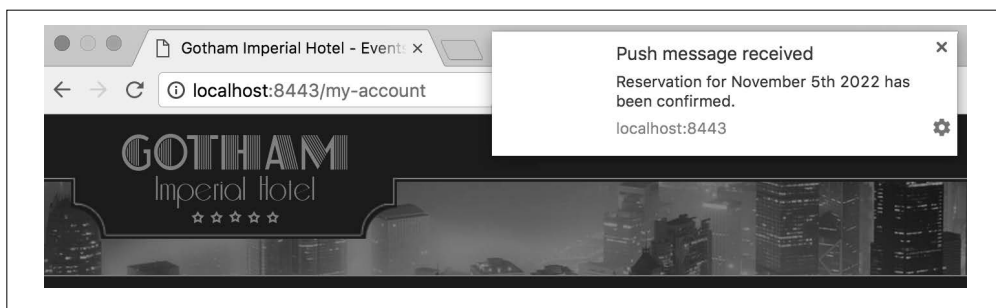 Gotham Imperial Hotel - Events
localhost:8443/my-account
Push message received
Reservation for November 5th 2022 has
been confirmed.
localhost:8443
GOTHAM
Imperial Hotel